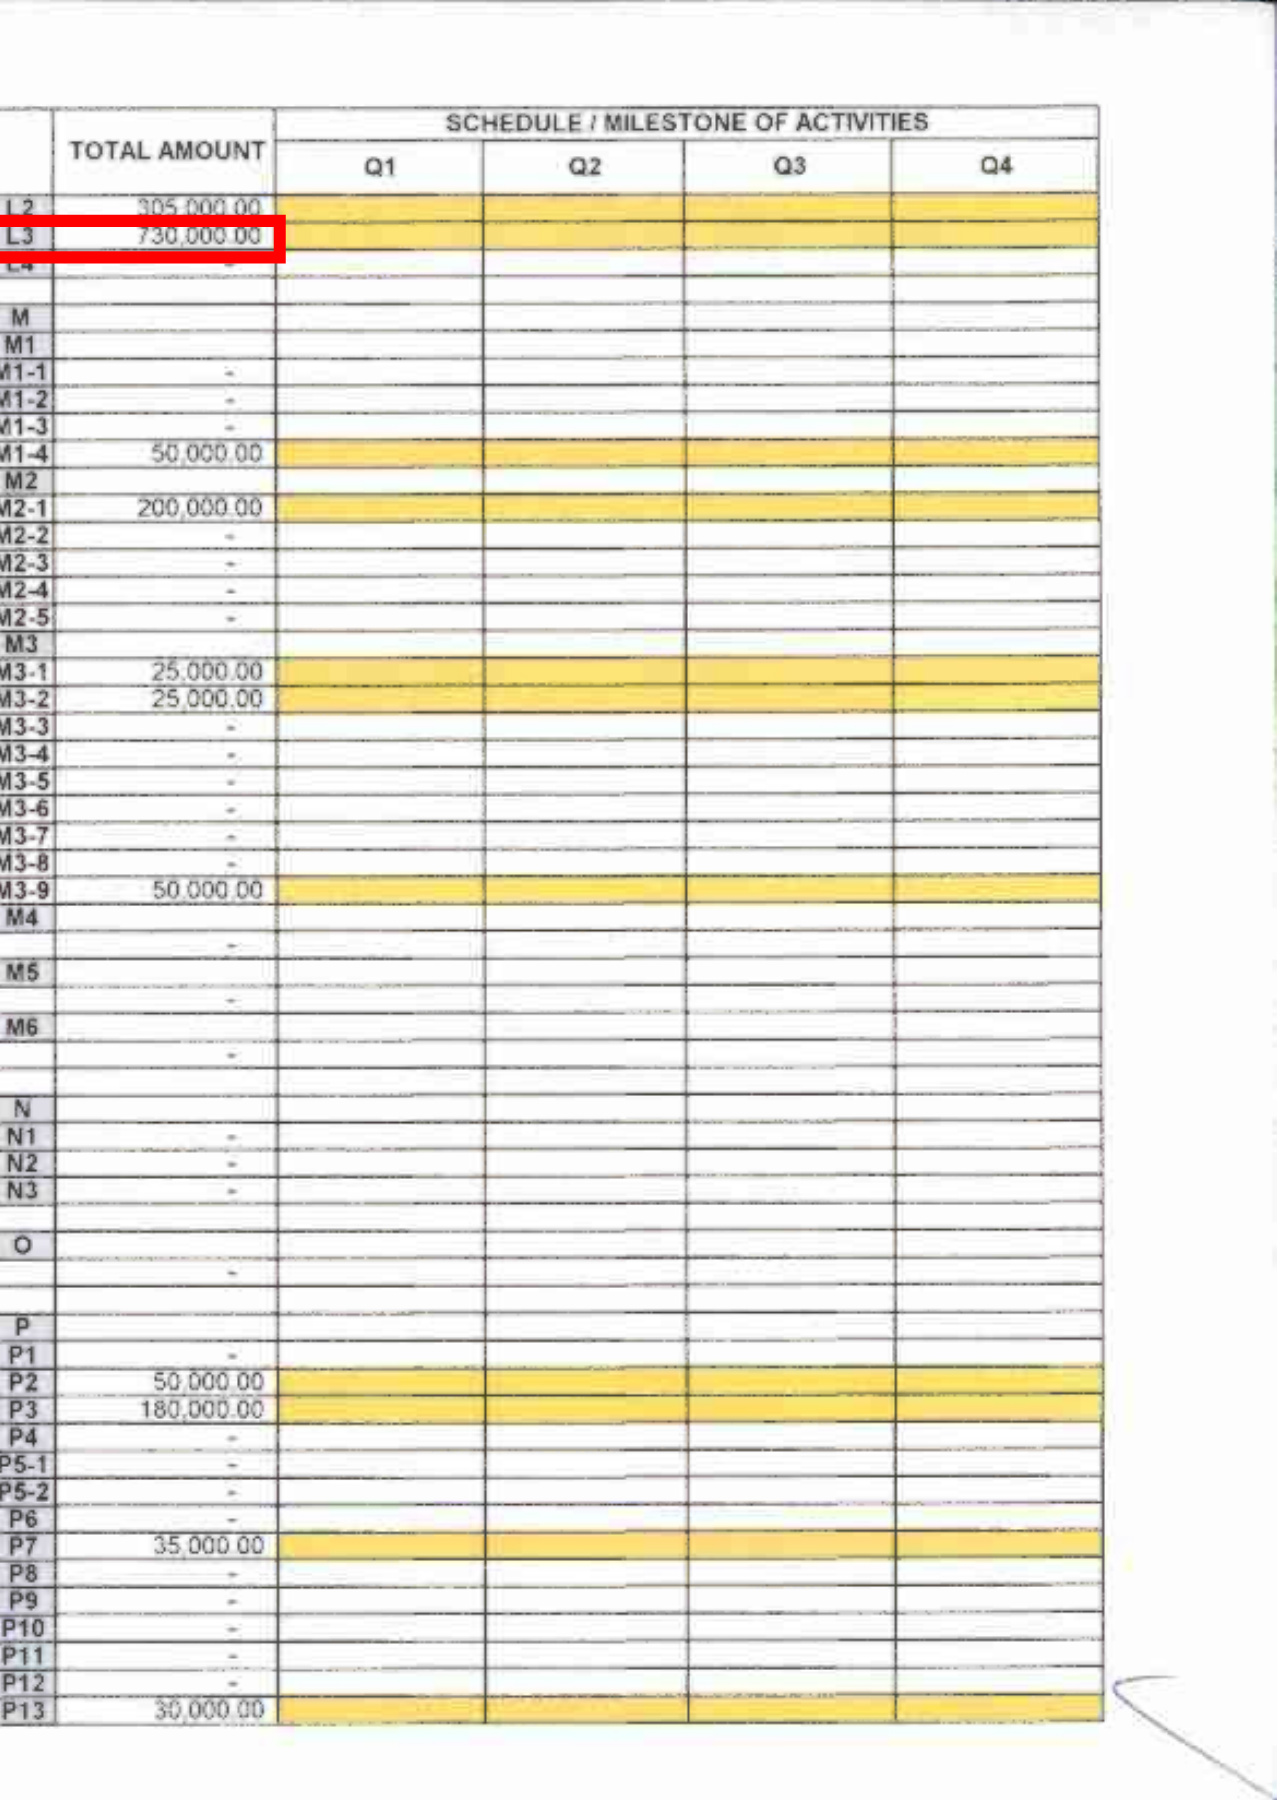 TOTAL AMOUNT SCHEDULE / MILESTONE OF ACTIVITIES
Q1 Q2 Q3 Q4
L2 305,000.00
L3 730,000.00
L4 -
M
M1
M1-1 -
M1-2 -
M1-3 -
M1-4 50,000.00
M2
M2-1 200,000.00
M2-2 -
M2-3 -
M2-4 -
M2-5 -
M3
M3-1 25,000.00
M3-2 25,000.00
M3-3 -
M3-4 -
M3-5 -
M3-6 -
M3-7 -
M3-8 -
M3-9 50,000.00
M4
-
M5
-
M6
-
N
N1 -
N2 -
N3 -
O
-
P
P1 -
P2 50,000.00
P3 180,000.00
P4 -
P5-1 -
P5-2 -
P6 -
P7 35,000.00
P8 -
P9 -
P10 -
P11 -
P12 -
P13 30,000.00